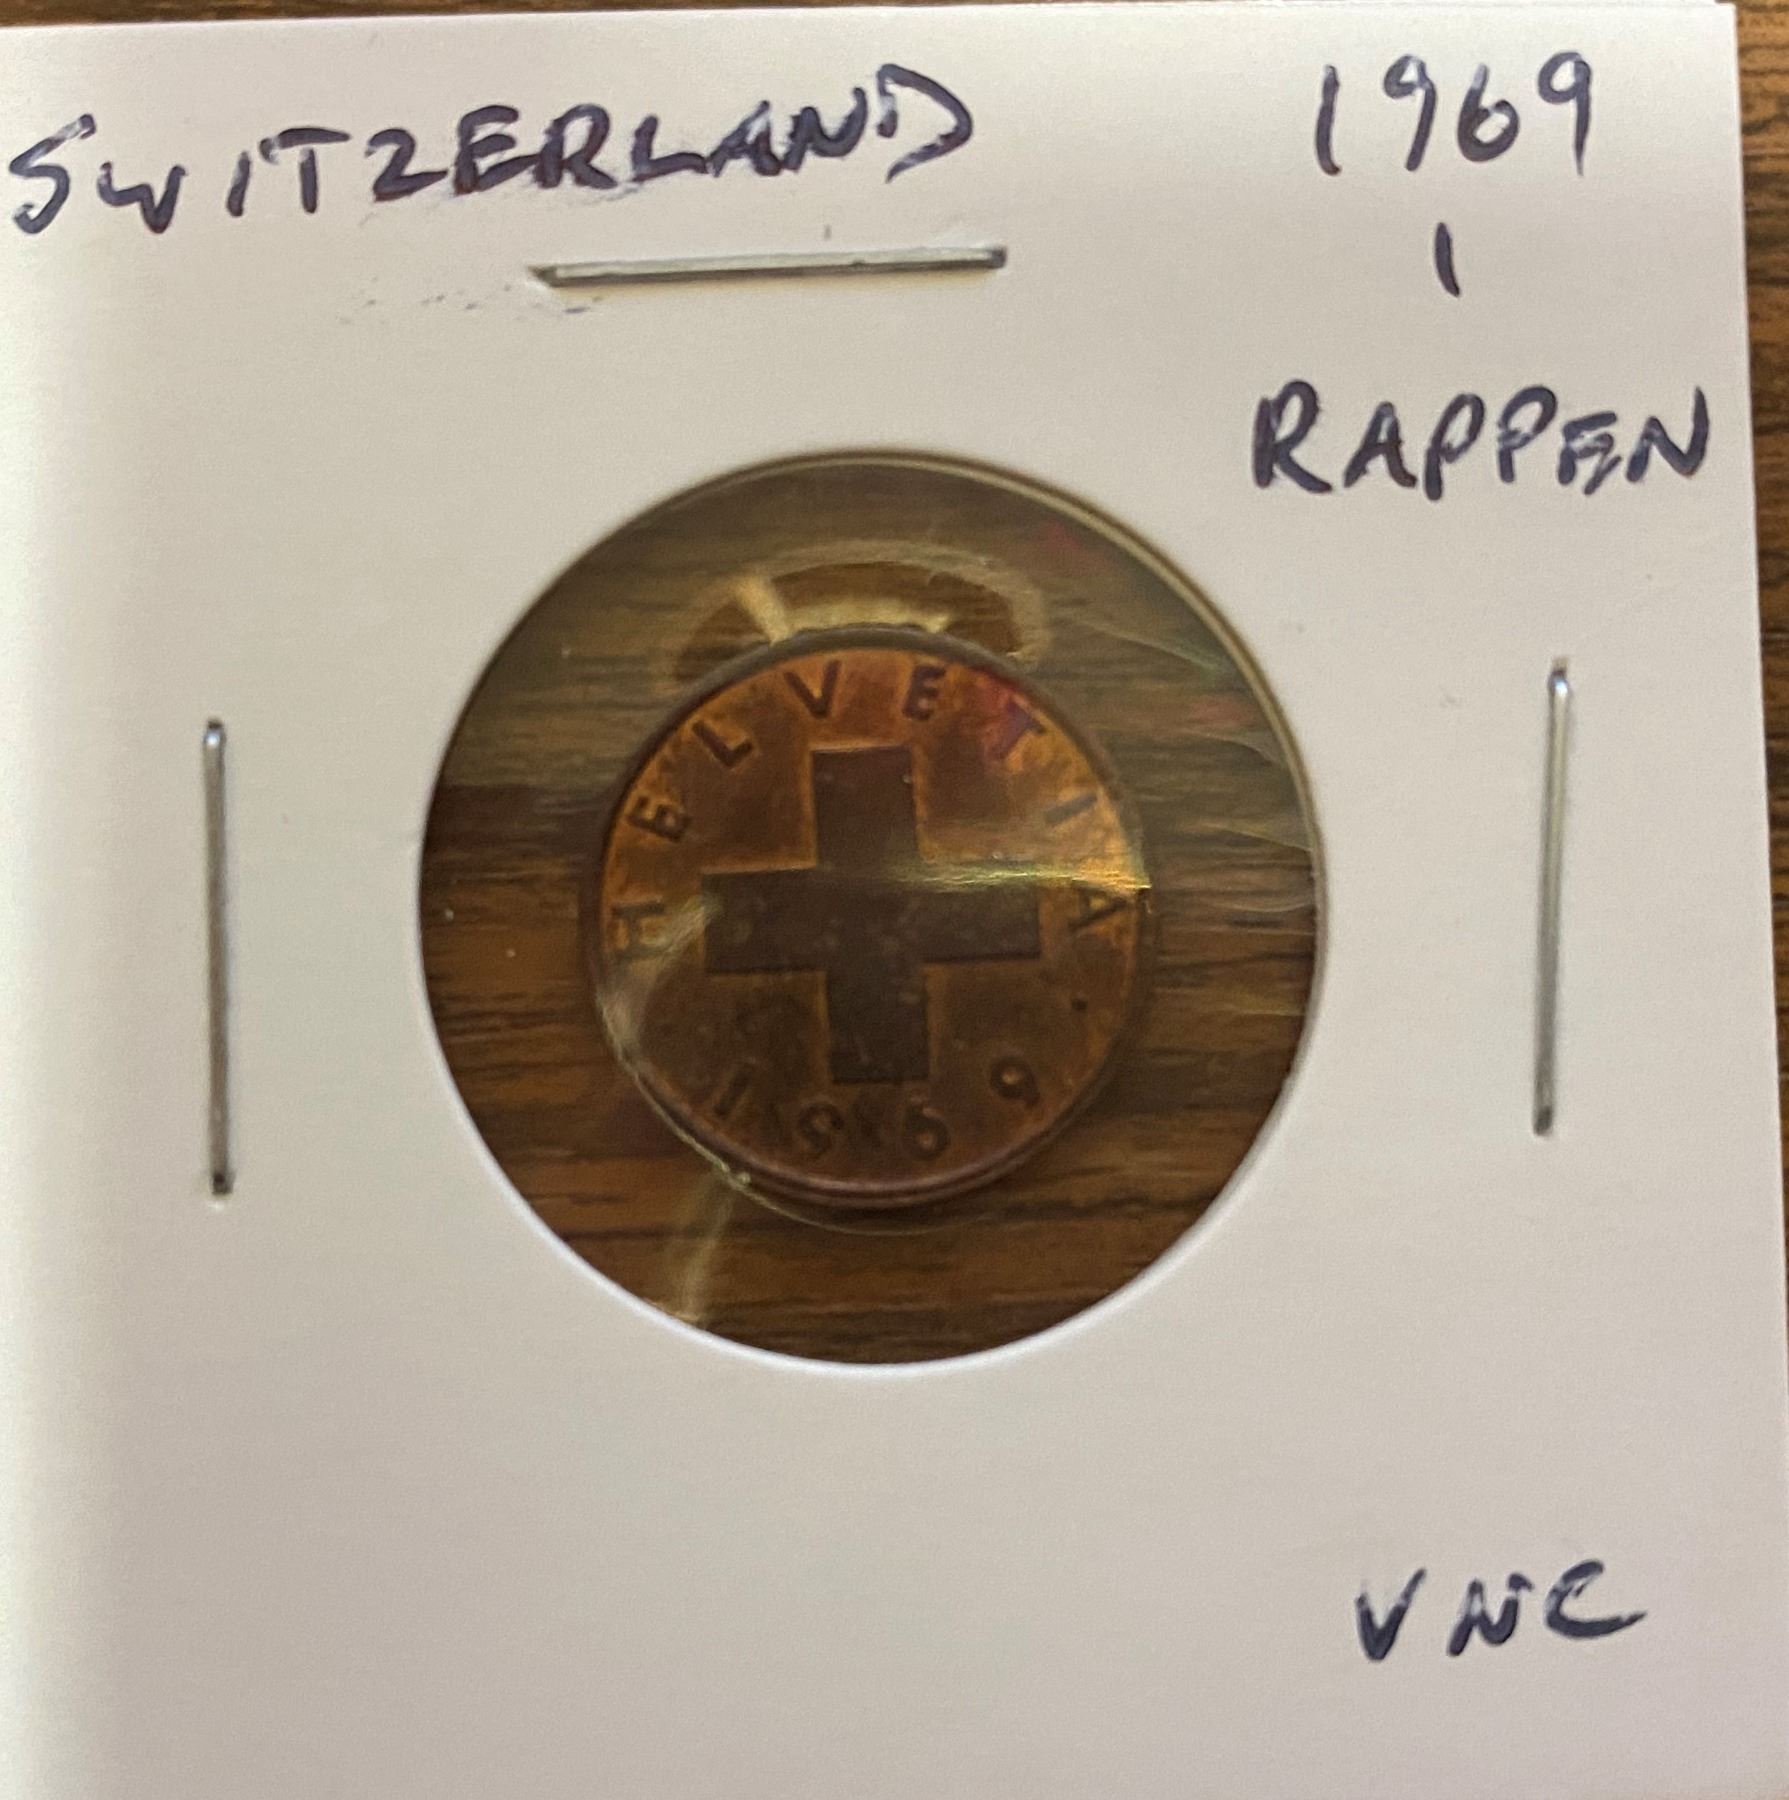 SWITZERLAND 1969
1
RAPPEN
HELVETIA
1969
UNC